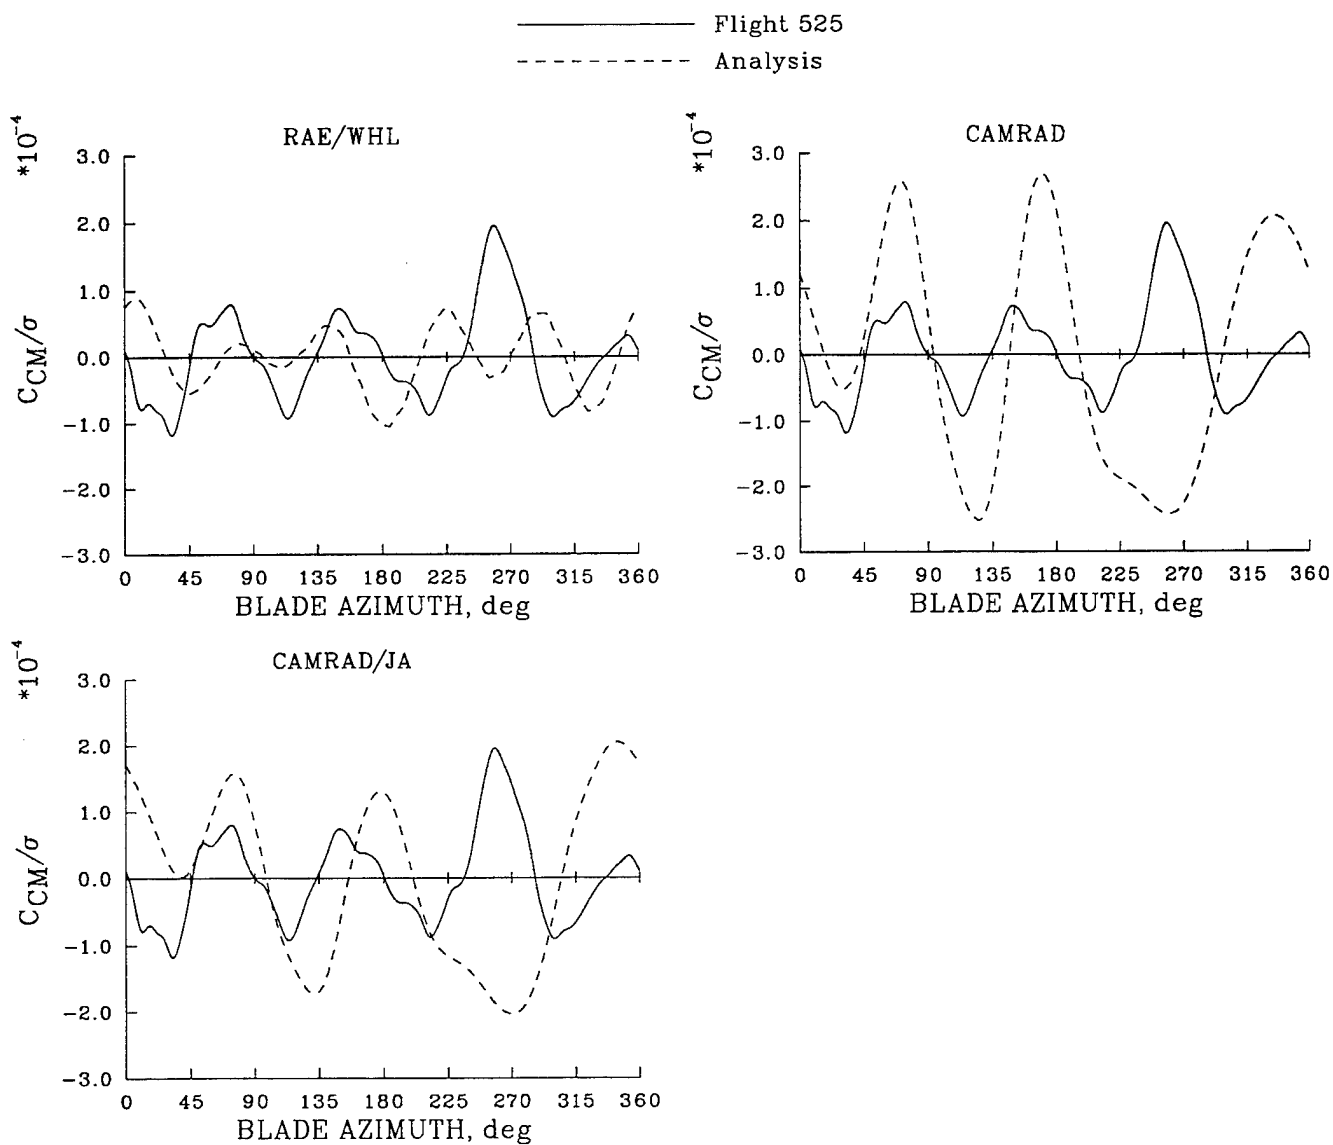 Flight 525
Analysis
RAE/WHL
*10⁻⁴
3.0
2.0
1.0
0.0
−1.0
−2.0
−3.0
C_CM/σ
0 45 90 135 180 225 270 315 360
BLADE AZIMUTH, deg
CAMRAD
*10⁻⁴
3.0
2.0
1.0
0.0
−1.0
−2.0
−3.0
C_CM/σ
0 45 90 135 180 225 270 315 360
BLADE AZIMUTH, deg
CAMRAD/JA
*10⁻⁴
3.0
2.0
1.0
0.0
−1.0
−2.0
−3.0
C_CM/σ
0 45 90 135 180 225 270 315 360
BLADE AZIMUTH, deg